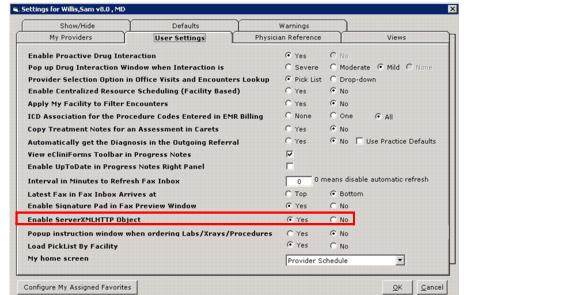 Settings for Willis,Sam v8.0 , MD
Show/Hide Defaults Warnings
My Providers User Settings Physician Reference Views
Enable Proactive Drug Interaction Yes No
Pop up Drug Interaction Window when Interaction is Severe Moderate Mild None
Provider Selection Option in Office Visits and Encounters Lookup Pick List Drop-down
Enable Centralized Resource Scheduling (Facility Based) Yes No
Apply My Facility to Filter Encounters Yes No
ICD Association for the Procedure Codes Entered in EMR Billing None One All
Copy Treatment Notes for an Assessment in Carets Yes No
Automatically get the Diagnosis in the Outgoing Referral Yes No Use Practice Defaults
View eCliniForms Toolbar in Progress Notes
Enable UpToDate in Progress Notes Right Panel
Interval in Minutes to Refresh Fax Inbox 0 0 means disable automatic refresh
Latest Fax in Fax Inbox Arrives at Top Bottom
Enable Signature Pad in Fax Preview Window Yes No
Enable ServerXMLHTTP Object Yes No
Popup instruction window when ordering Labs/Xrays/Procedures Yes No
Load PickList By Facility Yes No
My home screen Provider Schedule
Configure My Assigned Favorites OK Cancel